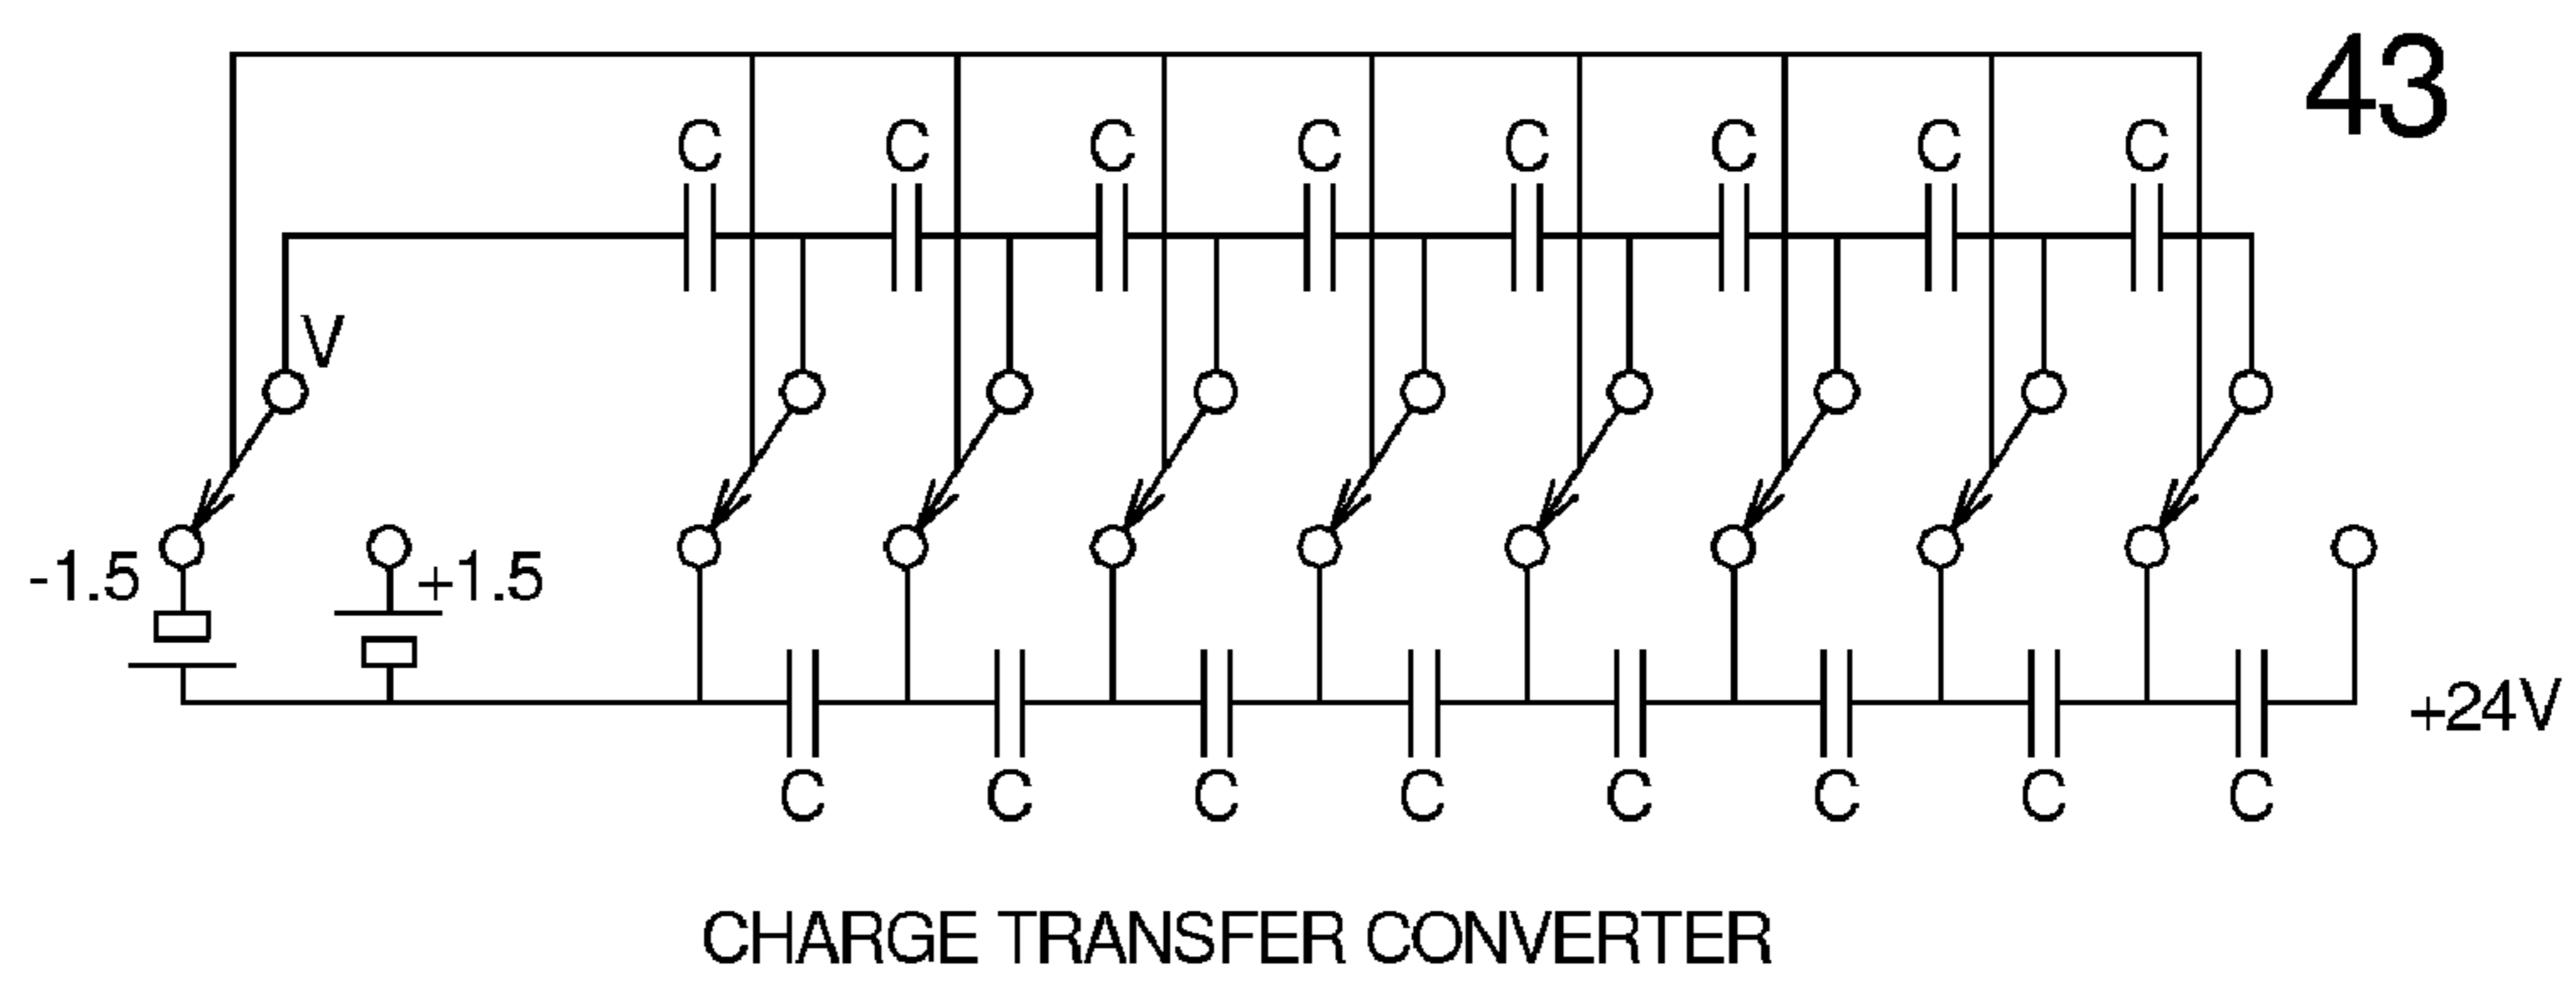 43
C C C C C C C C
V
-1.5 +1.5
+24V
C C C C C C C C
CHARGE TRANSFER CONVERTER